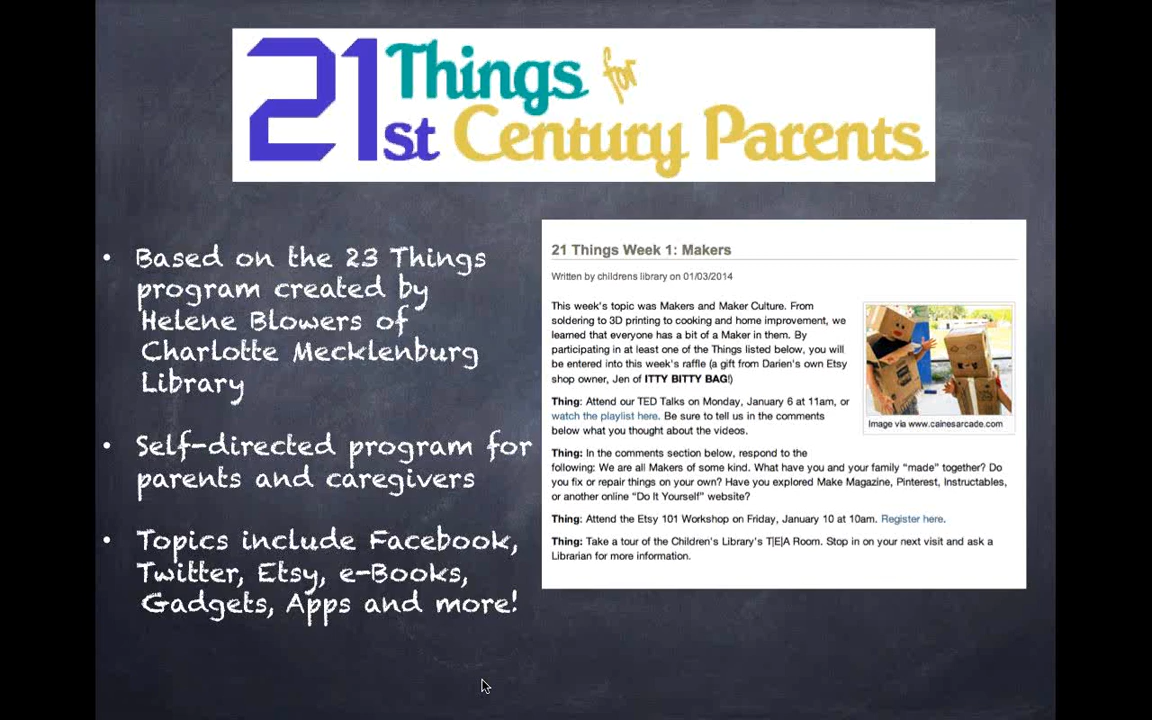 21 Things for
21st Century Parents
• Based on the 23 Things
program created by
Helene Blowers of
Charlotte Mecklenburg
Library
• Self-directed program for
parents and caregivers
• Topics include Facebook,
Twitter, Etsy, e-Books,
Gadgets, Apps and more!
21 Things Week 1: Makers
Written by childrens library on 01/03/2014
This week's topic was Makers and Maker Culture. From
soldering to 3D printing to cooking and home improvement, we
learned that everyone has a bit of a Maker in them. By
participating in at least one of the Things listed below, you will
be entered into this week's raffle (a gift from Darien's own Etsy
shop owner, Jen of ITTY BITTY BAG!)
Thing: Attend our TED Talks on Monday, January 6 at 11am, or
watch the playlist here. Be sure to tell us in the comments
below what you thought about the videos.
Image via www.cainesarcade.com
Thing: In the comments section below, respond to the
following: We are all Makers of some kind. What have you and your family “made” together? Do
you fix or repair things on your own? Have you explored Make Magazine, Pinterest, Instructables,
or another online “Do It Yourself” website?
Thing: Attend the Etsy 101 Workshop on Friday, January 10 at 10am. Register here.
Thing: Take a tour of the Children's Library's T|E|A Room. Stop in on your next visit and ask a
Librarian for more information.